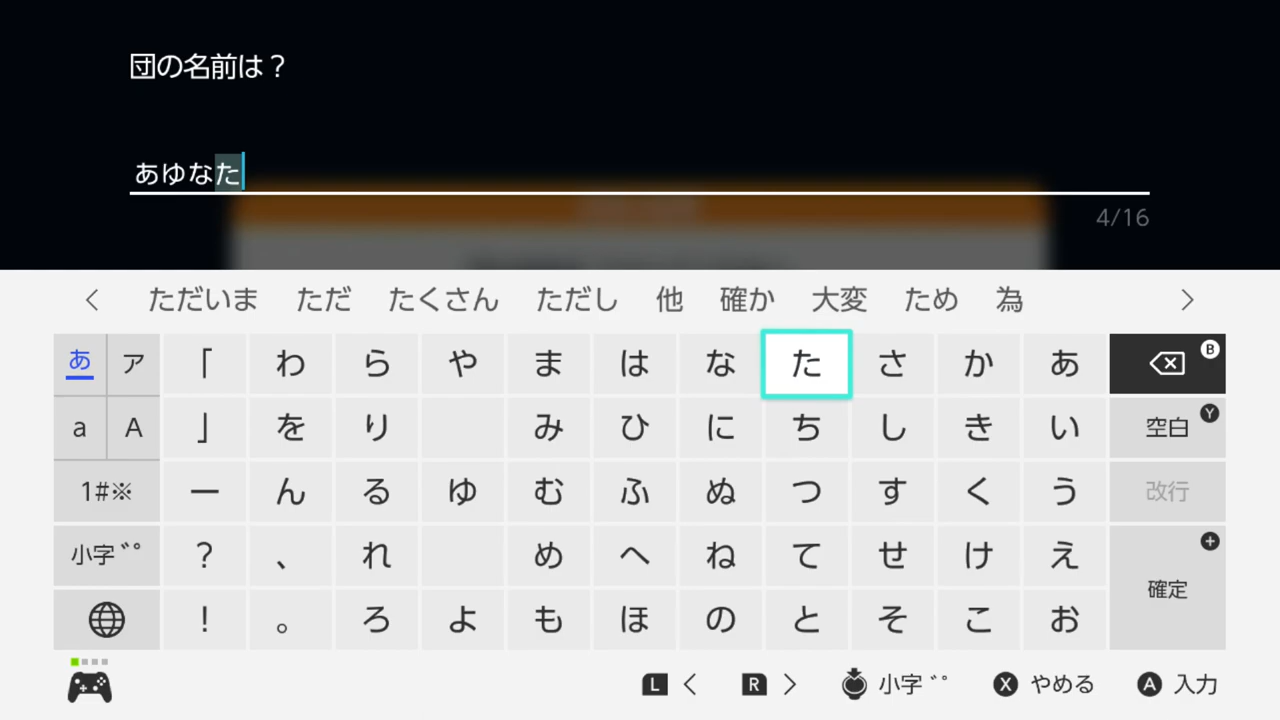 団の名前は？
あゆなた
4/16
ただいま ただ たくさん ただし 他 確か 大変 ため 為
あ ア 「 わ ら や ま は な た さ か あ B
a A 」 を り み ひ に ち し き い 空白 Y
1#※ ー ん る ゆ む ふ ぬ つ す く う 改行
小字゛゜ ？ 、 れ め へ ね て せ け え +
！ 。 ろ よ も ほ の と そ こ お 確定
L R 小字゛゜ X やめる A 入力